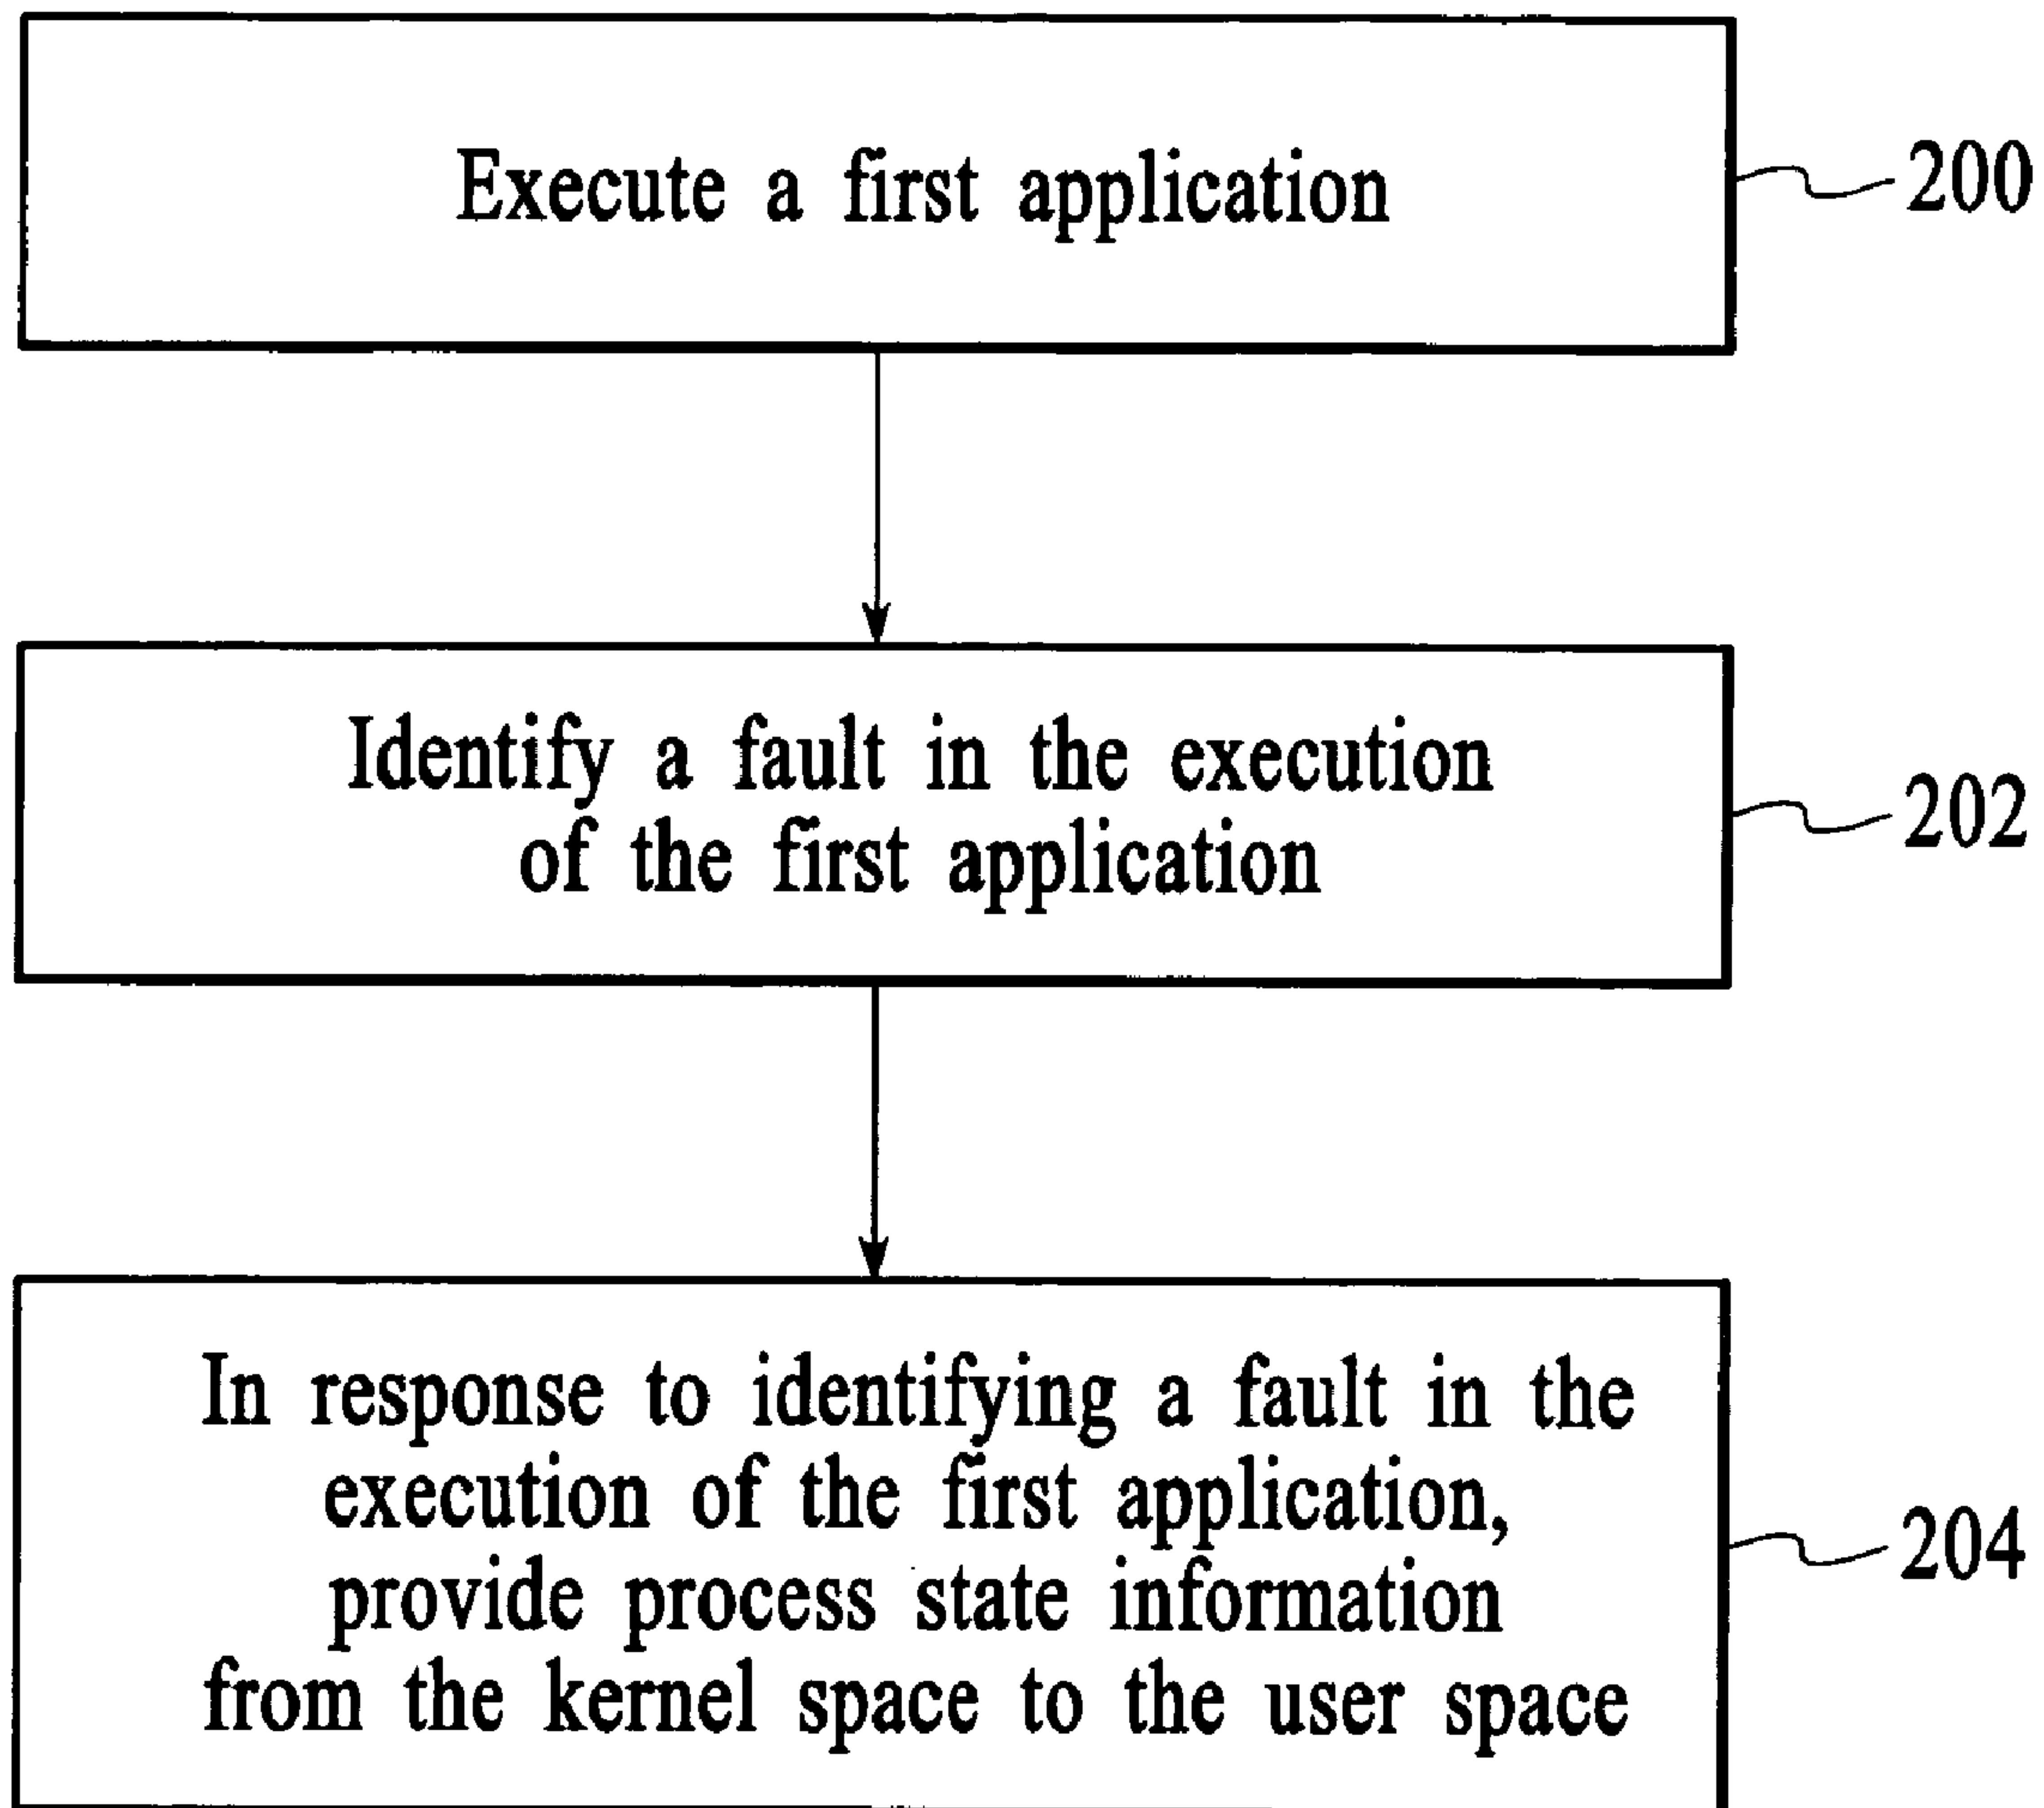 Execute a first application
200
Identify a fault in the execution
of the first application
202
In response to identifying a fault in the
execution of the first application,
provide process state information
from the kernel space to the user space
204